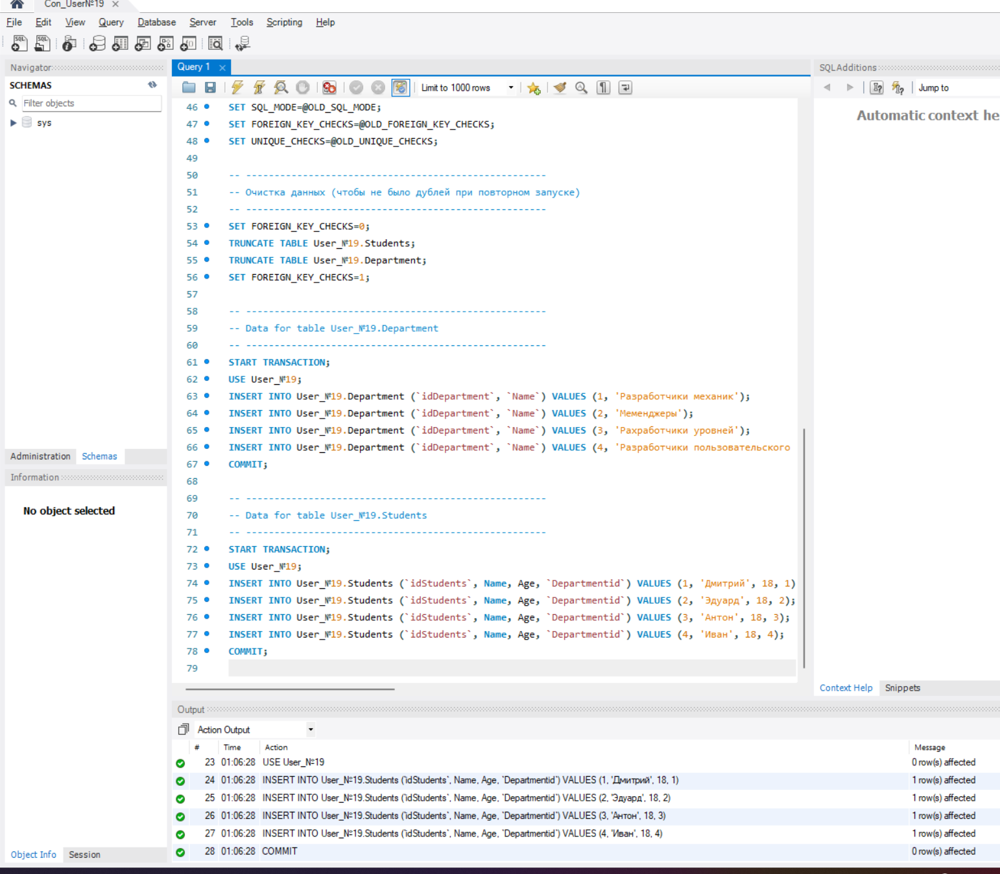 Con_User№19 ×
File Edit View Query Database Server Tools Scripting Help
Navigator
SCHEMAS
Filter objects
sys
Administration Schemas
Information
No object selected
Object Info Session
Query 1 ×
Limit to 1000 rows
46 SET SQL_MODE=@OLD_SQL_MODE;
47 SET FOREIGN_KEY_CHECKS=@OLD_FOREIGN_KEY_CHECKS;
48 SET UNIQUE_CHECKS=@OLD_UNIQUE_CHECKS;
49
50 -- -----------------------------------------------------
51 -- Очистка данных (чтобы не было дублей при повторном запуске)
52 -- -----------------------------------------------------
53 SET FOREIGN_KEY_CHECKS=0;
54 TRUNCATE TABLE User_№19.Students;
55 TRUNCATE TABLE User_№19.Department;
56 SET FOREIGN_KEY_CHECKS=1;
57
58 -- -----------------------------------------------------
59 -- Data for table User_№19.Department
60 -- -----------------------------------------------------
61 START TRANSACTION;
62 USE User_№19;
63 INSERT INTO User_№19.Department (`idDepartment`, `Name`) VALUES (1, 'Разработчики механик');
64 INSERT INTO User_№19.Department (`idDepartment`, `Name`) VALUES (2, 'Меменджеры');
65 INSERT INTO User_№19.Department (`idDepartment`, `Name`) VALUES (3, 'Рахработчики уровней');
66 INSERT INTO User_№19.Department (`idDepartment`, `Name`) VALUES (4, 'Разработчики пользовательского
67 COMMIT;
68
69 -- -----------------------------------------------------
70 -- Data for table User_№19.Students
71 -- -----------------------------------------------------
72 START TRANSACTION;
73 USE User_№19;
74 INSERT INTO User_№19.Students (`idStudents`, Name, Age, `Departmentid`) VALUES (1, 'Дмитрий', 18, 1)
75 INSERT INTO User_№19.Students (`idStudents`, Name, Age, `Departmentid`) VALUES (2, 'Эдуард', 18, 2);
76 INSERT INTO User_№19.Students (`idStudents`, Name, Age, `Departmentid`) VALUES (3, 'Антон', 18, 3);
77 INSERT INTO User_№19.Students (`idStudents`, Name, Age, `Departmentid`) VALUES (4, 'Иван', 18, 4);
78 COMMIT;
79
SQLAdditions
Jump to
Automatic context he
Context Help Snippets
Output
Action Output
# Time Action Message
23 01:06:28 USE User_№19 0 row(s) affected
24 01:06:28 INSERT INTO User_№19.Students (`idStudents`, Name, Age, `Departmentid`) VALUES (1, 'Дмитрий', 18, 1) 1 row(s) affected
25 01:06:28 INSERT INTO User_№19.Students (`idStudents`, Name, Age, `Departmentid`) VALUES (2, 'Эдуард', 18, 2) 1 row(s) affected
26 01:06:28 INSERT INTO User_№19.Students (`idStudents`, Name, Age, `Departmentid`) VALUES (3, 'Антон', 18, 3) 1 row(s) affected
27 01:06:28 INSERT INTO User_№19.Students (`idStudents`, Name, Age, `Departmentid`) VALUES (4, 'Иван', 18, 4) 1 row(s) affected
28 01:06:28 COMMIT 0 row(s) affected